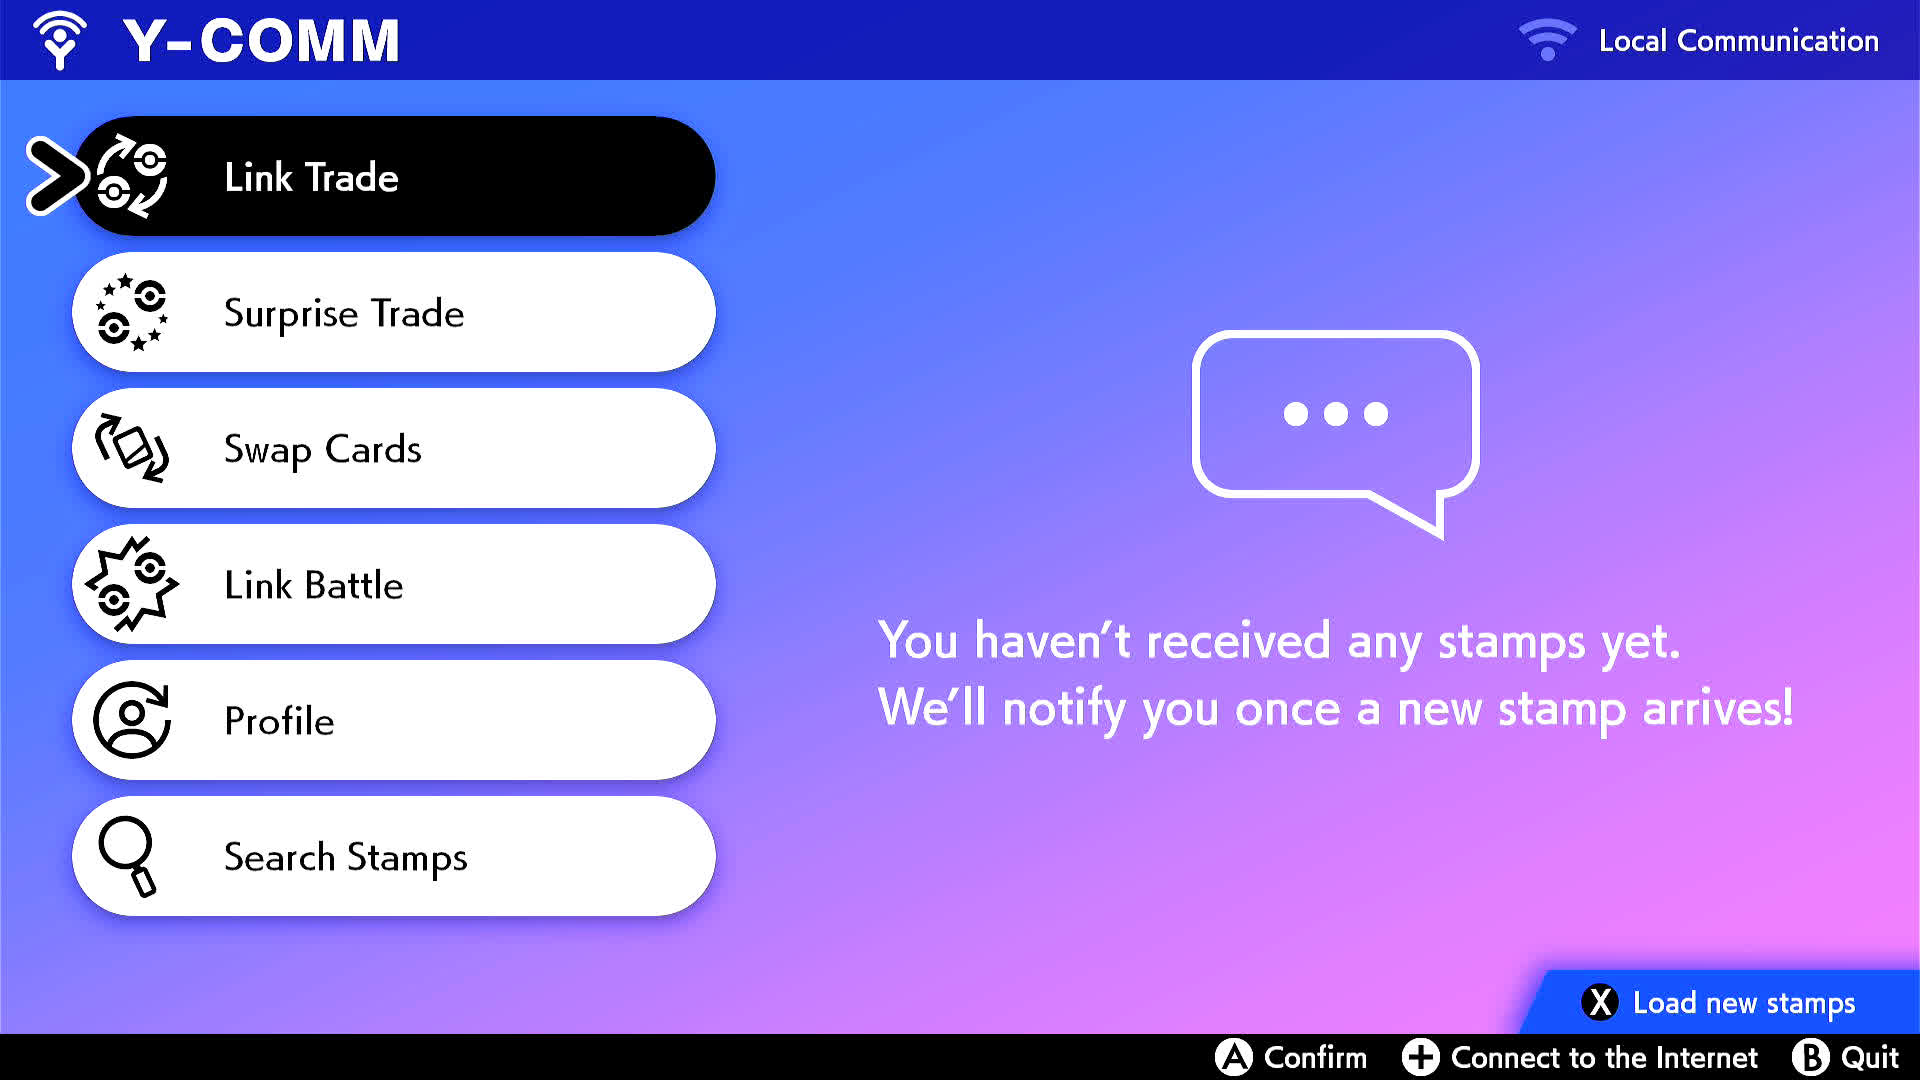 Y-COMM
Local Communication
Link Trade
Surprise Trade
Swap Cards
Link Battle
Profile
Search Stamps
You haven't received any stamps yet.
We'll notify you once a new stamp arrives!
X Load new stamps
A Confirm + Connect to the Internet B Quit